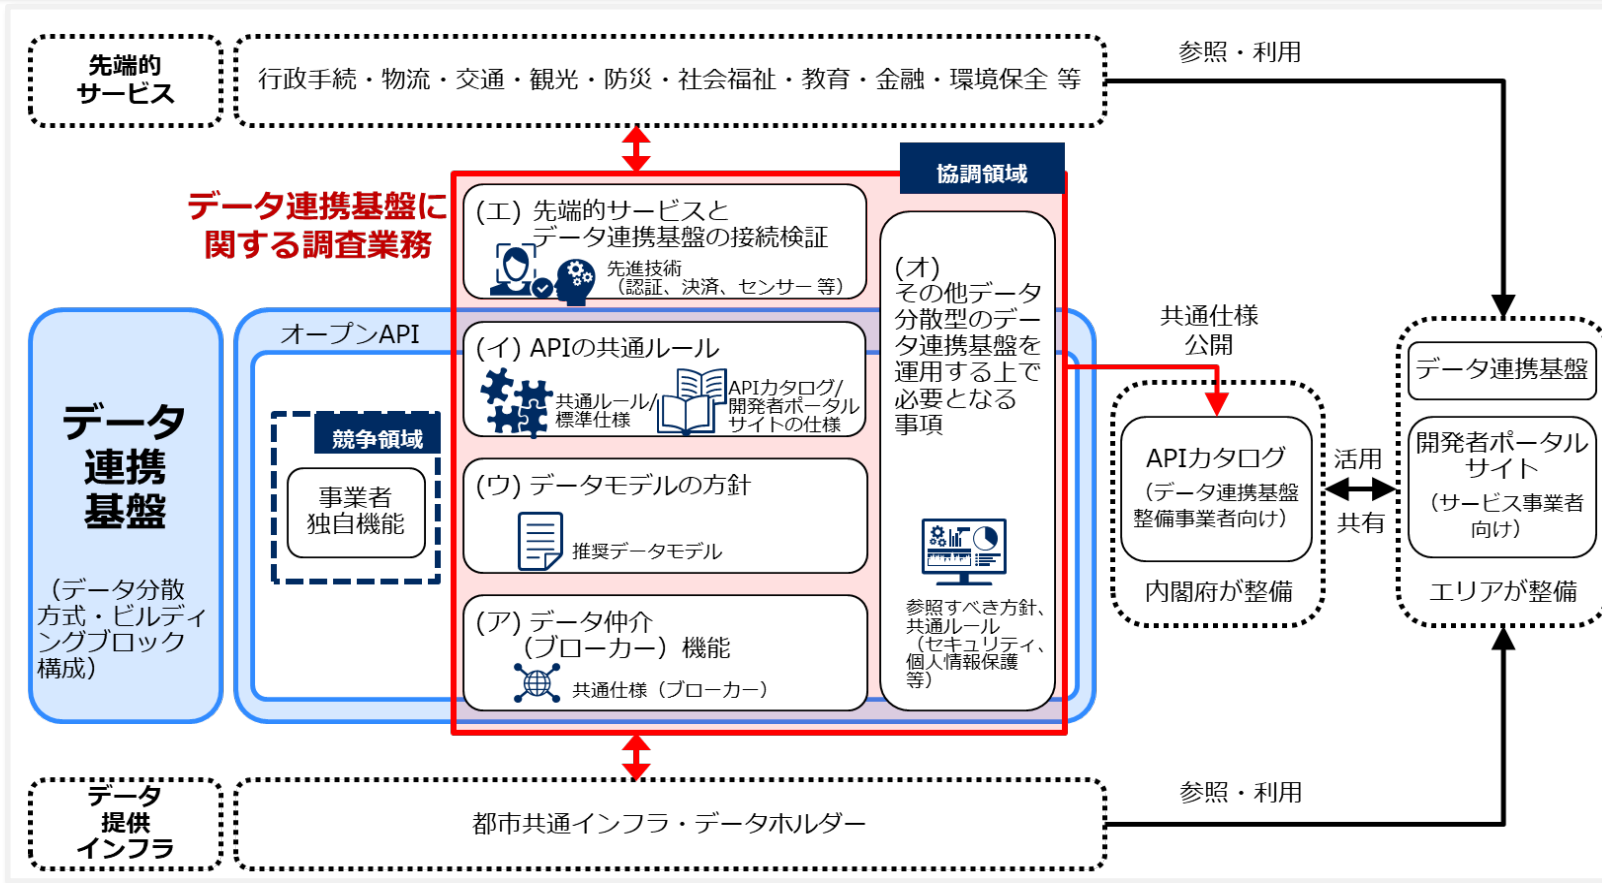 先端的
サービス
行政手続・物流・交通・観光・防災・社会福祉・教育・金融・環境保全 等
参照・利用
データ連携基盤に
関する調査業務
協調領域
(エ) 先端的サービスと
データ連携基盤の接続検証
先進技術
（認証、決済、センサー 等）
(オ)
その他データ
分散型のデー
タ連携基盤を
運用する上で
必要となる
事項
参照すべき方針、
共通ルール
（セキュリティ、
個人情報保護
等）
オープンAPI
(イ) APIの共通ルール
共通ルール/
標準仕様
APIカタログ/
開発者ポータル
サイトの仕様
データ
連携
基盤
（データ分散
方式・ビルディ
ングブロック
構成）
競争領域
事業者
独自機能
(ウ) データモデルの方針
推奨データモデル
(ア) データ仲介
（ブローカー）機能
共通仕様（ブローカー）
共通仕様
公開
APIカタログ
（データ連携基盤
整備事業者向け）
内閣府が整備
活用
共有
データ連携基盤
開発者ポータル
サイト
（サービス事業者
向け）
エリアが整備
データ
提供
インフラ
都市共通インフラ・データホルダー
参照・利用